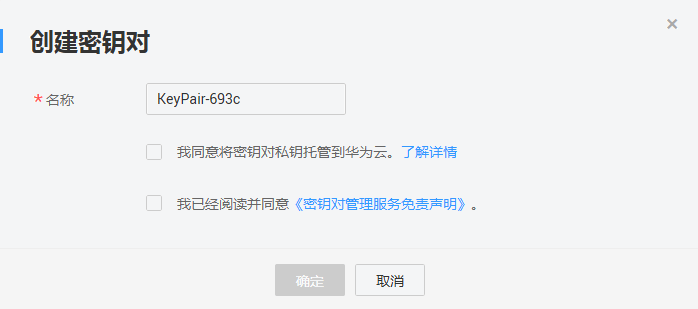 创建密钥对
* 名称 KeyPair-693c
我同意将密钥对私钥托管到华为云。了解详情
我已经阅读并同意《密钥对管理服务免责声明》。
确定 取消